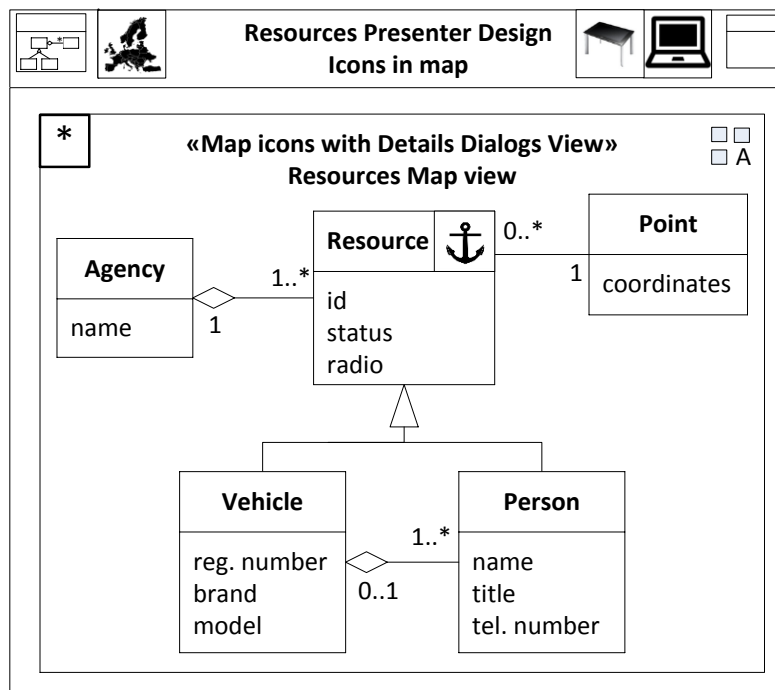 Resources Presenter Design
Icons in map
*
*
«Map icons with Details Dialogs View»
Resources Map view
A
Agency
name
1
1..*
Resource
id
status
radio
0..*
1
Point
coordinates
Vehicle
reg. number
brand
model
0..1
1..*
Person
name
title
tel. number